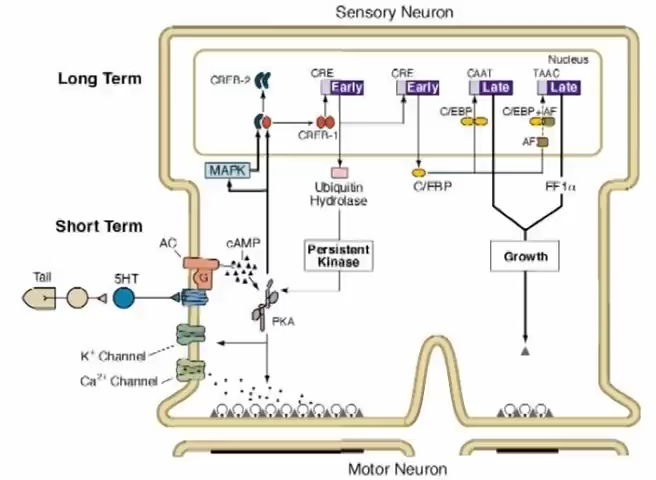 Sensory Neuron
Nucleus
Long Term
CREB-2
CRE
Early
CRE
Early
CAAT
Late
TAAC
Late
C/EBP
C/EBP+AF
CREB-1
AF
MAPK
Ubiquitin
Hydrolase
C/EBP
EF1α
Short Term
AC
cAMP
Persistent
Kinase
Growth
G
Tail
5HT
PKA
K+ Channel
Ca2+ Channel
Motor Neuron